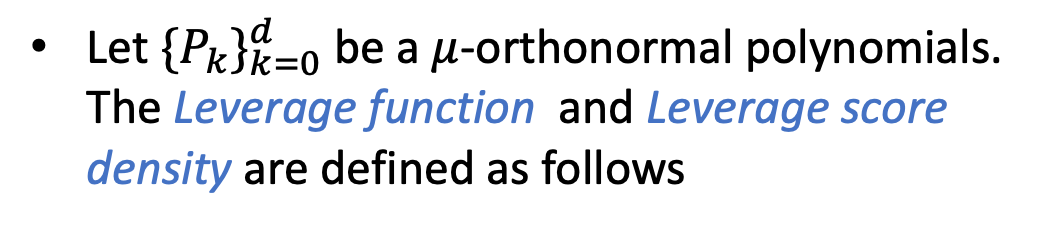 • Let {P_k}_{k=0}^d be a μ-orthonormal polynomials.
The Leverage function and Leverage score
density are defined as follows